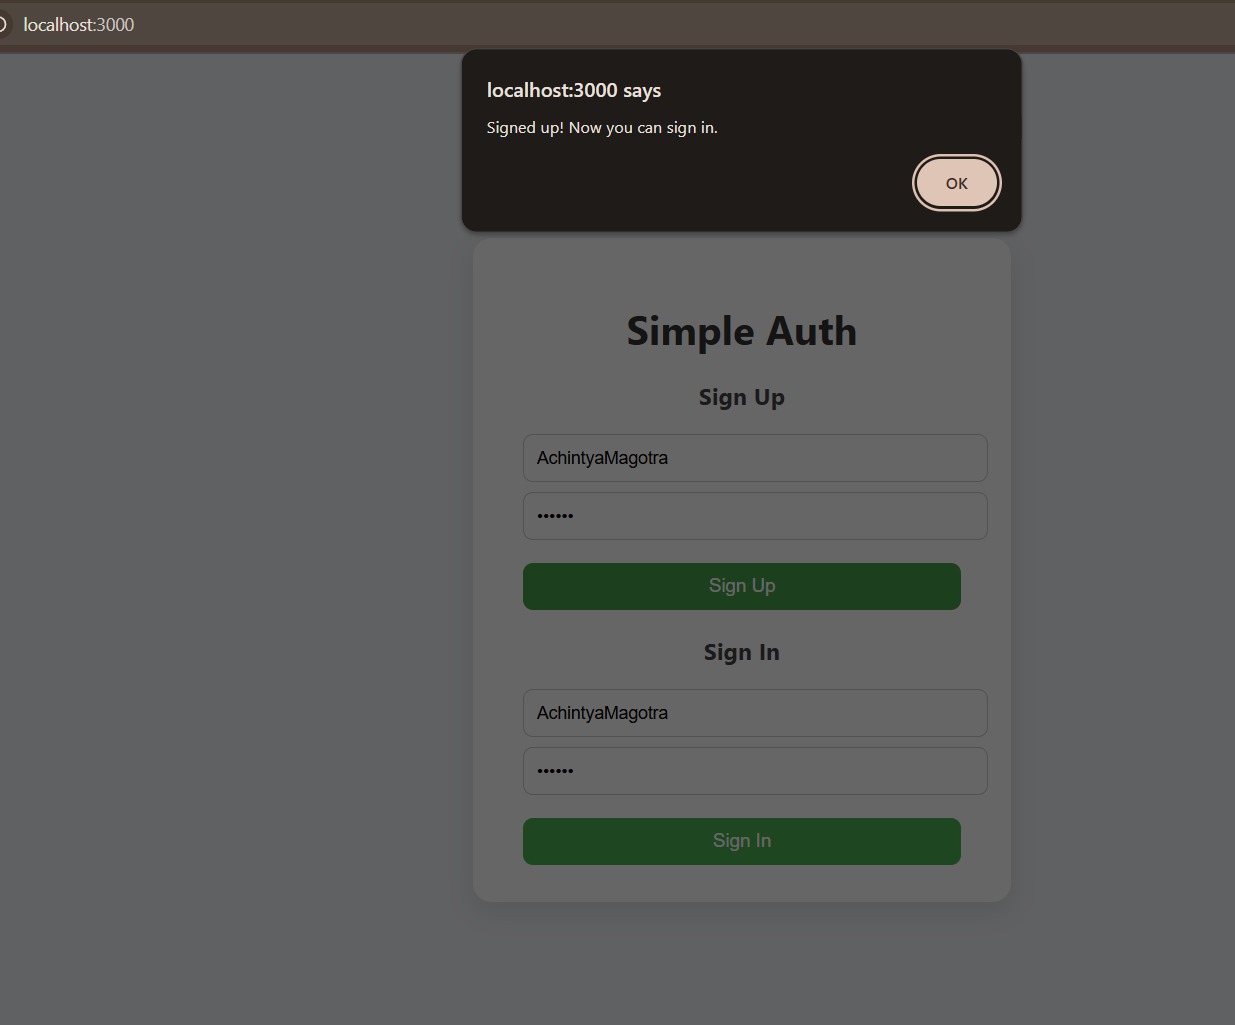 localhost:3000
localhost:3000 says
Signed up! Now you can sign in.
OK
Simple Auth
Sign Up
AchintyaMagotra
••••••
Sign Up
Sign In
AchintyaMagotra
••••••
Sign In